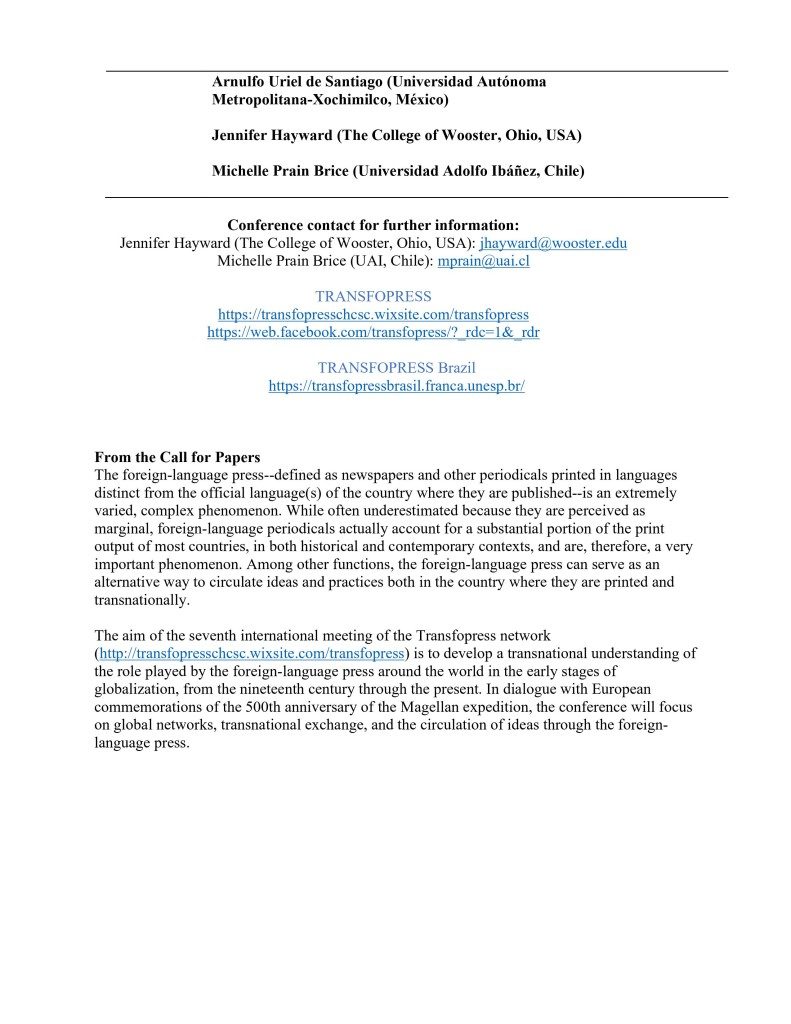 Arnulfo Uriel de Santiago (Universidad Autónoma
Metropolitana-Xochimilco, México)
Jennifer Hayward (The College of Wooster, Ohio, USA)
Michelle Prain Brice (Universidad Adolfo Ibáñez, Chile)
Conference contact for further information:
Jennifer Hayward (The College of Wooster, Ohio, USA): jhayward@wooster.edu
Michelle Prain Brice (UAI, Chile): mprain@uai.cl
TRANSFOPRESS
https://transfopresschcsc.wixsite.com/transfopress
https://web.facebook.com/transfopress/?_rdc=1&_rdr
TRANSFOPRESS Brazil
https://transfopressbrasil.franca.unesp.br/
From the Call for Papers
The foreign-language press--defined as newspapers and other periodicals printed in languages
distinct from the official language(s) of the country where they are published--is an extremely
varied, complex phenomenon. While often underestimated because they are perceived as
marginal, foreign-language periodicals actually account for a substantial portion of the print
output of most countries, in both historical and contemporary contexts, and are, therefore, a very
important phenomenon. Among other functions, the foreign-language press can serve as an
alternative way to circulate ideas and practices both in the country where they are printed and
transnationally.
The aim of the seventh international meeting of the Transfopress network
(http://transfopresschcsc.wixsite.com/transfopress) is to develop a transnational understanding of
the role played by the foreign-language press around the world in the early stages of
globalization, from the nineteenth century through the present. In dialogue with European
commemorations of the 500th anniversary of the Magellan expedition, the conference will focus
on global networks, transnational exchange, and the circulation of ideas through the foreign-
language press.